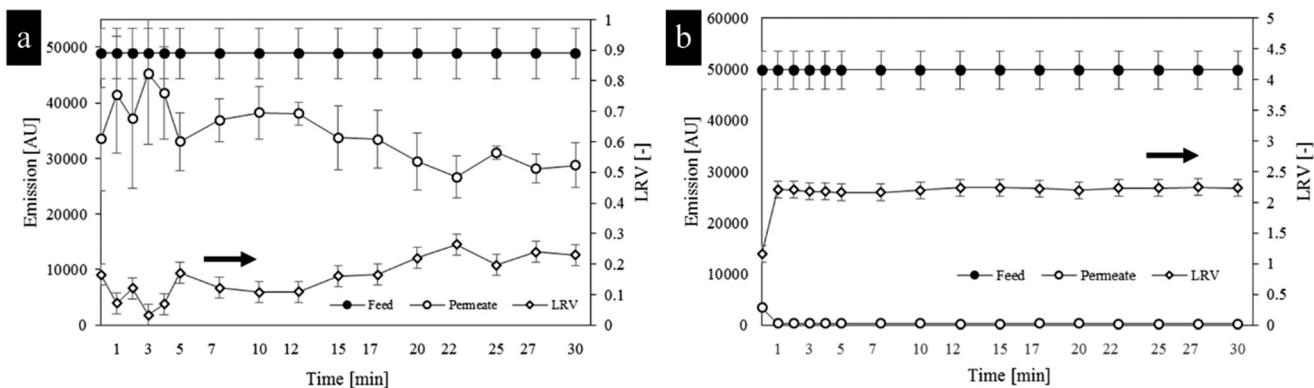 a
Emission [AU]
50000
40000
30000
20000
10000
0
1
0.9
0.8
0.7
0.6
0.5
0.4
0.3
0.2
0.1
0
LRV [-]
Feed Permeate LRV
1 3 5 7 10 12 15 17 20 22 25 27 30
Time [min]
b
Emission [AU]
60000
50000
40000
30000
20000
10000
0
5
4.5
4
3.5
3
2.5
2
1.5
1
0.5
0
LRV [-]
Feed Permeate LRV
1 3 5 7 10 12 15 17 20 22 25 27 30
Time [min]